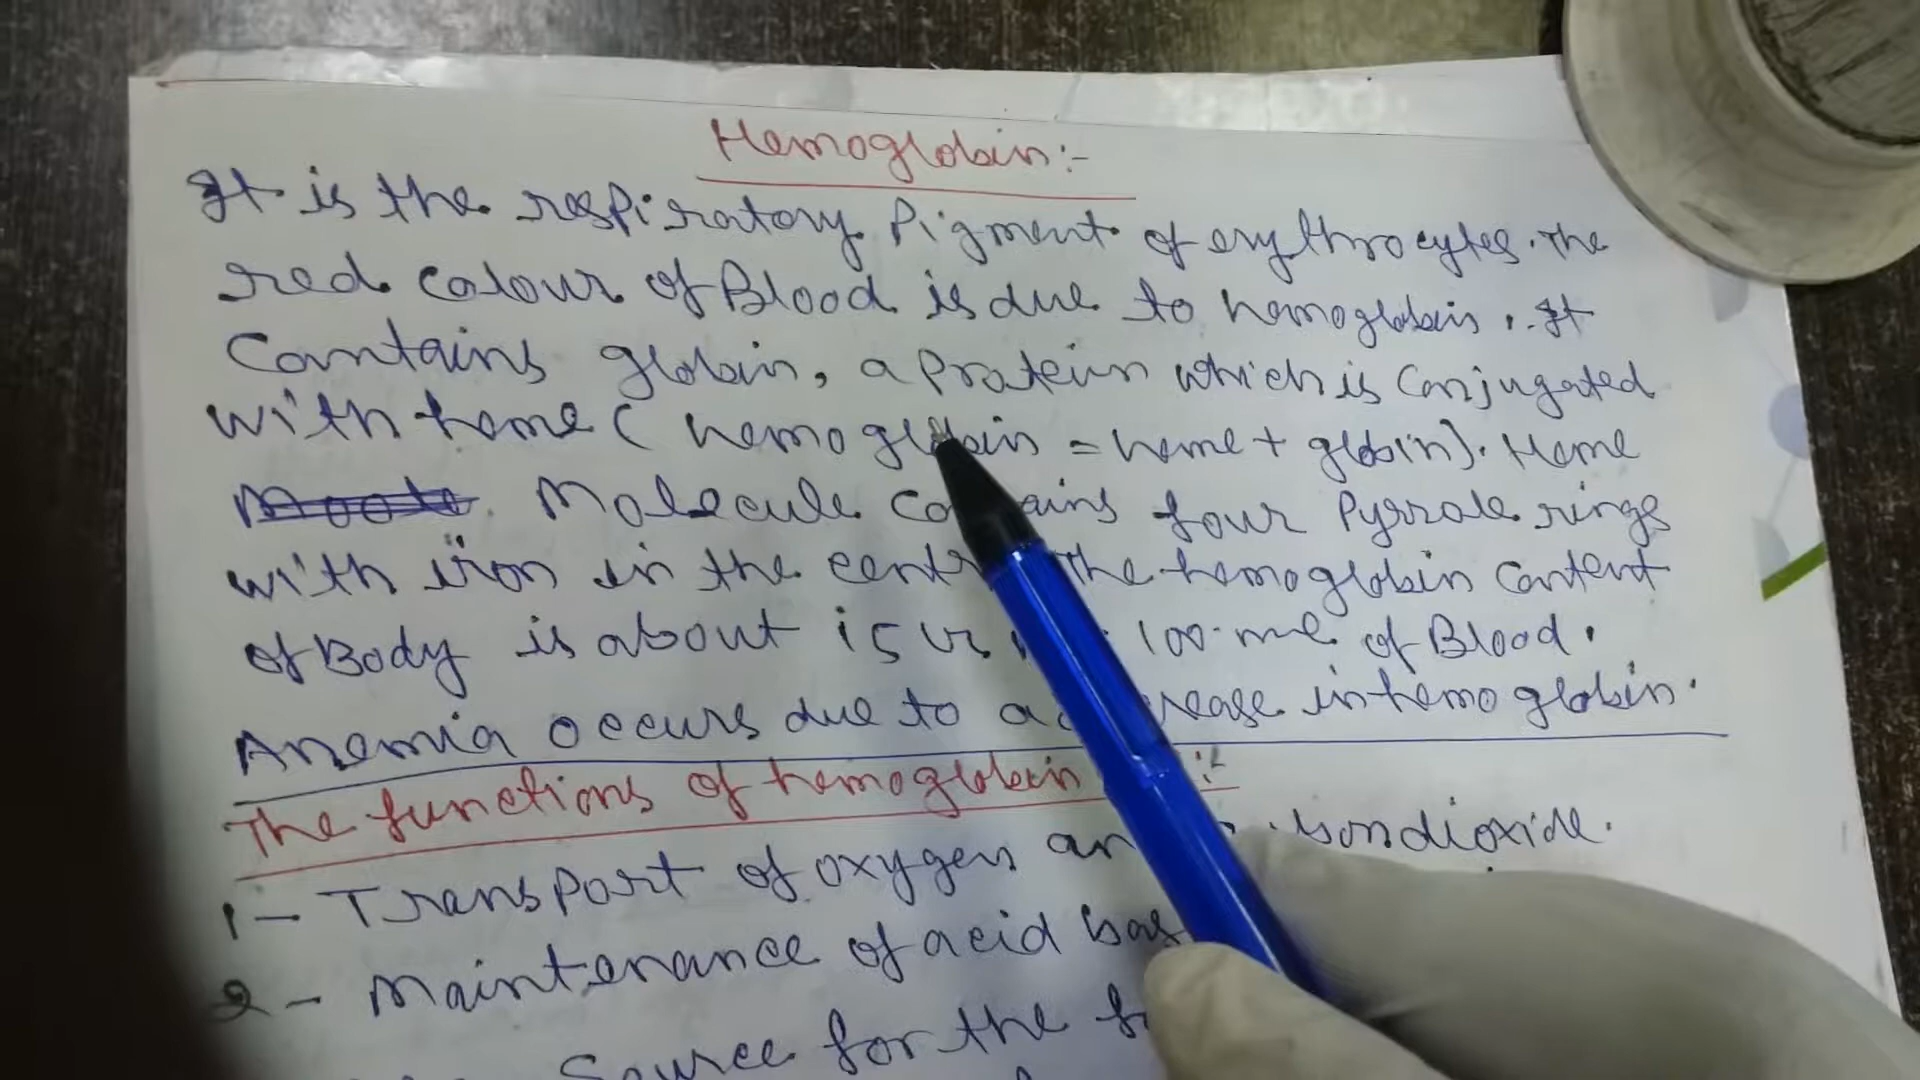 Hemoglobin:-
It is the respiratory Pigment of erythrocytes. The
red colour of Blood is due to hemoglobin. It
Contains globin, a Protein which is Conjugated
with heme ( hemoglobin = heme + globin). Heme
Molecule four Pyrrole rings
with iron in the The hemoglobin Content
of Body is about 15 100 ml of Blood.
Anemia occurs due to a in hemoglobin.
The functions of hemoglobin :-
1- Transport of oxygen
2- Maintenance of acid
Source for the